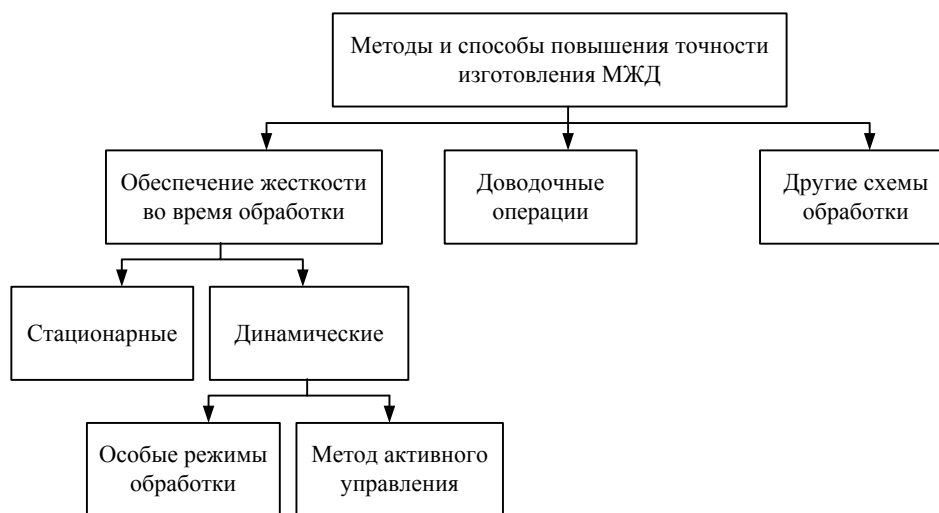 Методы и способы повышения точности
изготовления МЖД
Обеспечение жесткости
во время обработки
Доводочные
операции
Другие схемы
обработки
Стационарные
Динамические
Особые режимы
обработки
Метод активного
управления